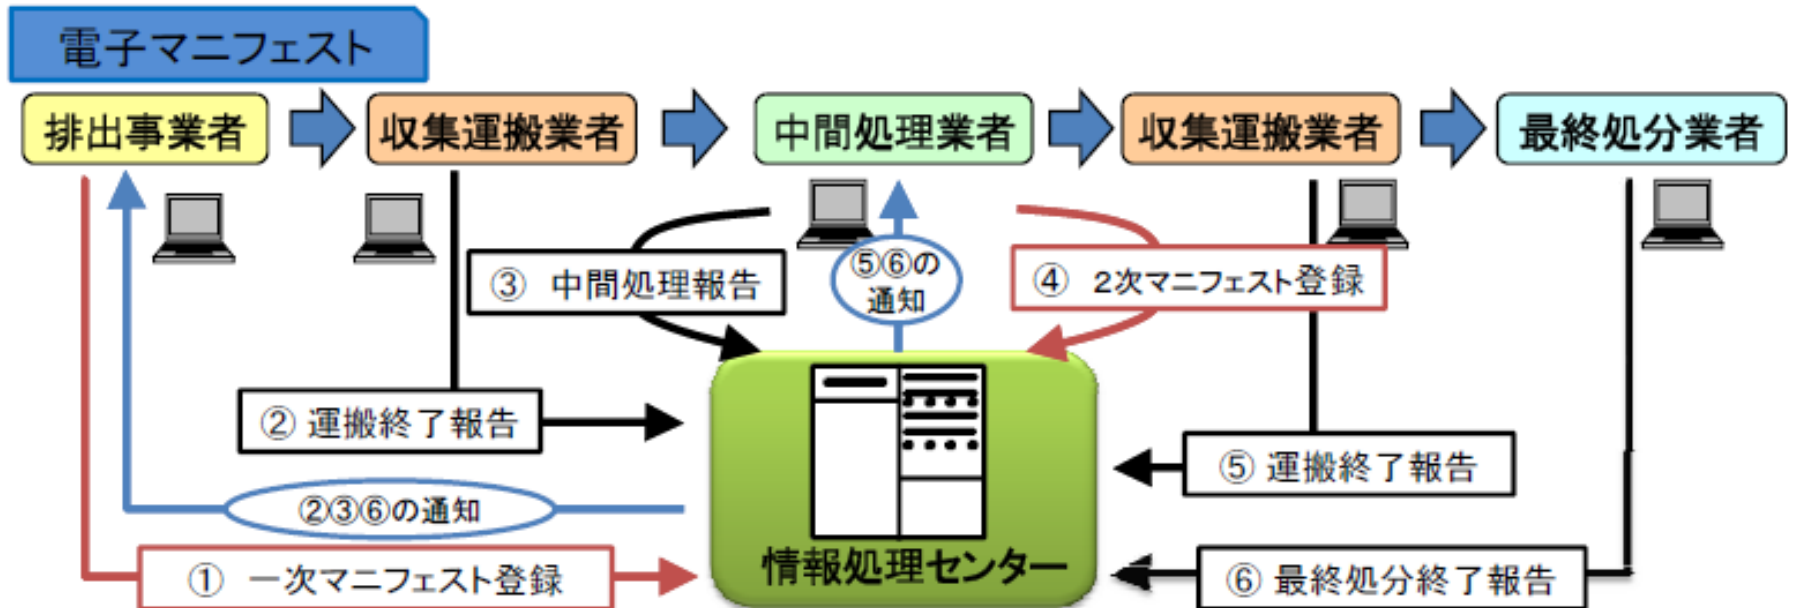 電子マニフェスト
排出事業者
収集運搬業者
中間処理業者
収集運搬業者
最終処分業者
③ 中間処理報告
⑤⑥の
通知
④ 2次マニフェスト登録
② 運搬終了報告
⑤ 運搬終了報告
②③⑥の通知
情報処理センター
① 一次マニフェスト登録
⑥ 最終処分終了報告